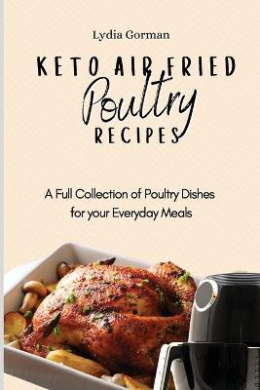 Lydia Gorman
KETO AIR FRIED
Poultry
RECIPES
A Full Collection of Poultry Dishes
for your Everyday Meals